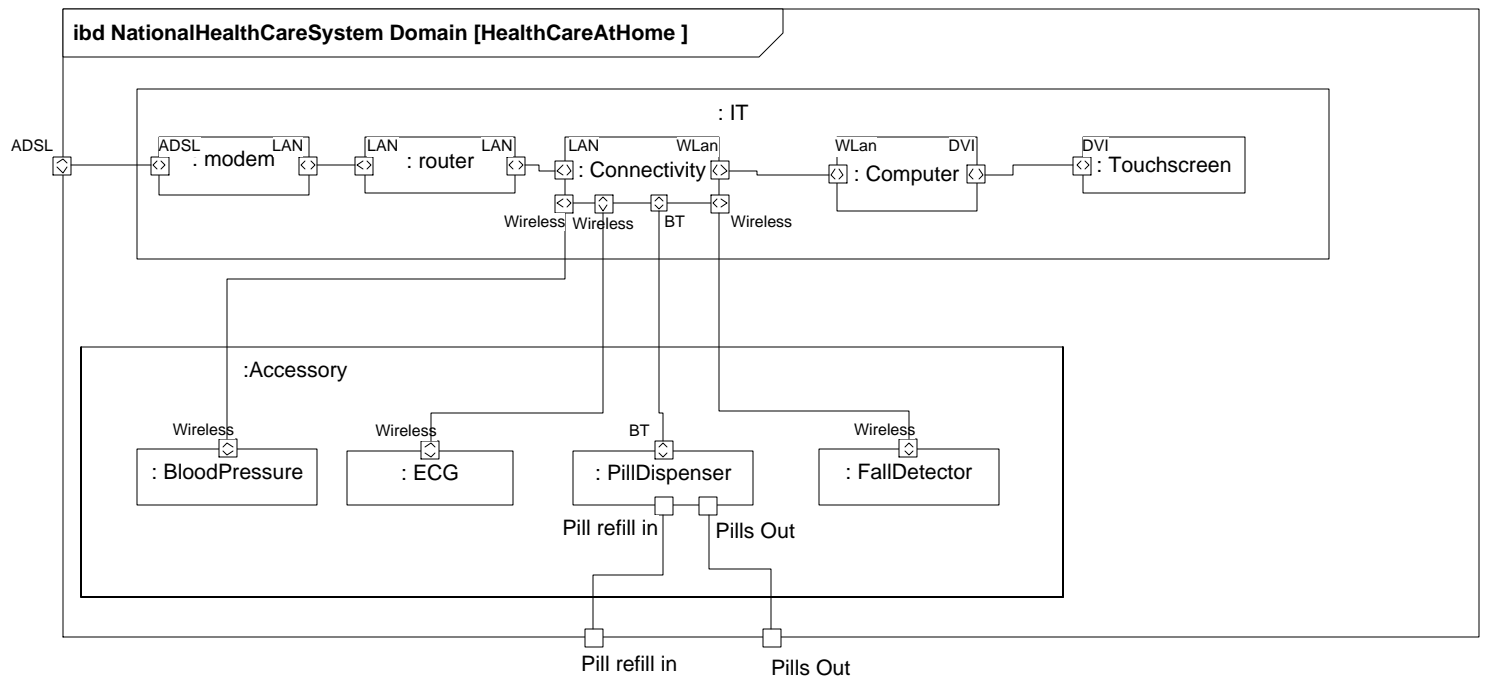 ibd NationalHealthCareSystem Domain [HealthCareAtHome ]
: IT
ADSL
ADSL
LAN
: modem
LAN
LAN
: router
LAN
WLan
: Connectivity
WLan
DVI
: Computer
DVI
: Touchscreen
Wireless
Wireless
BT
Wireless
:Accessory
Wireless
: BloodPressure
Wireless
: ECG
BT
: PillDispenser
Wireless
: FallDetector
Pill refill in
Pills Out
Pill refill in
Pills Out